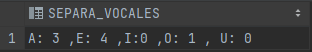 SEPARA_VOCALES
1 A: 3 ,E: 4 ,I:0 ,O: 1 , U: 0